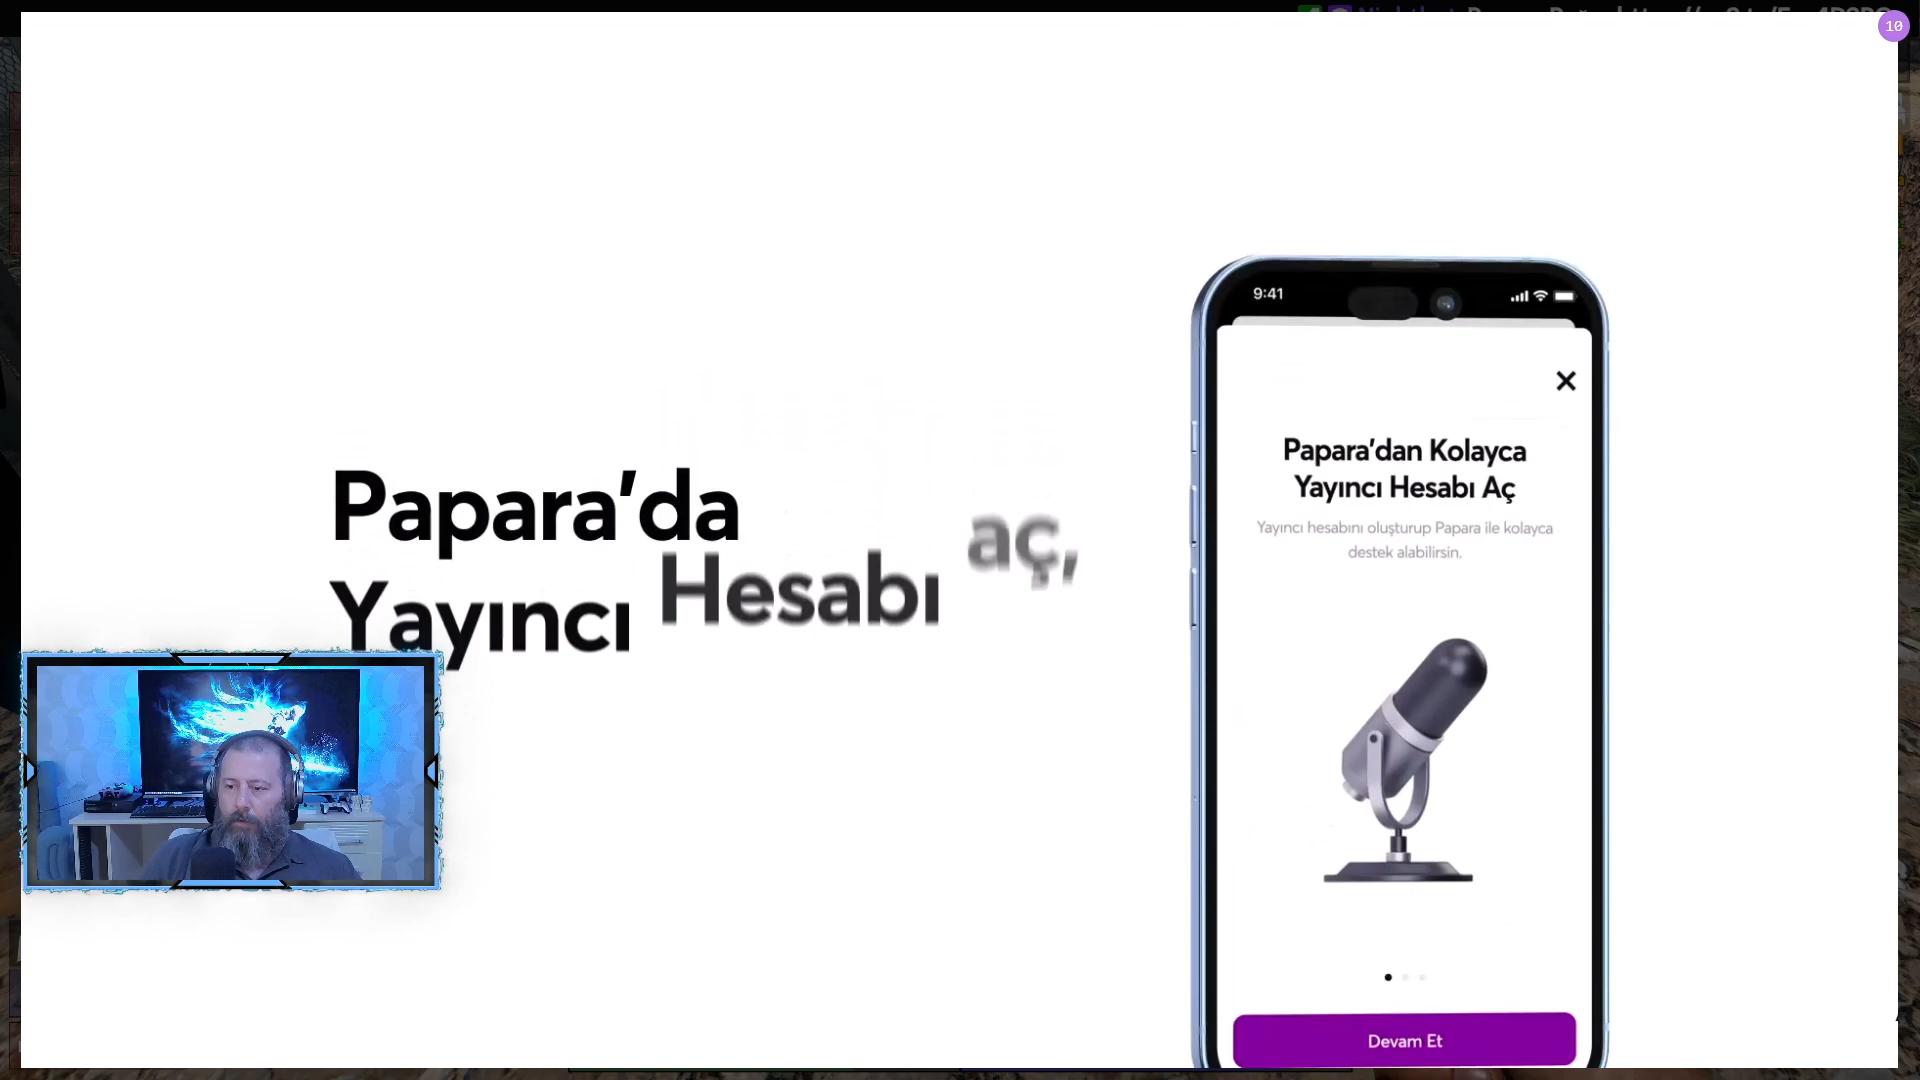 10
Papara'da
Yayıncı Hesabı aç,
9:41
Papara'dan Kolayca
Yayıncı Hesabı Aç
Yayıncı hesabını oluşturup Papara ile kolayca
destek alabilirsin.
Devam Et